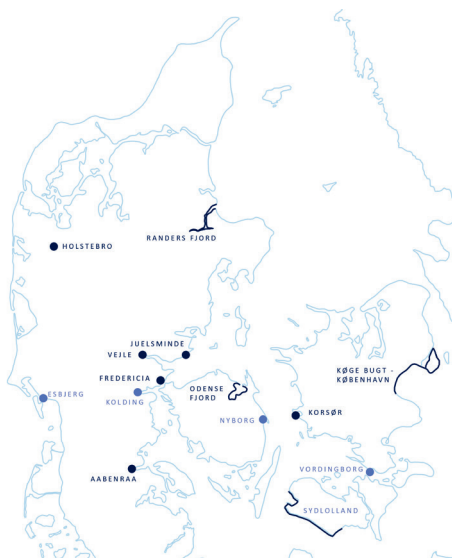 RANDERS FJORD
HOLSTEBRO
JUELSMINDE
VEJLE
KØGE BUGT -
KØBENHAVN
FREDERICIA
ODENSE
FJORD
ESBJERG
KOLDING
KORSØR
NYBORG
VORDINGBORG
AABENRAA
SYDLOLLAND